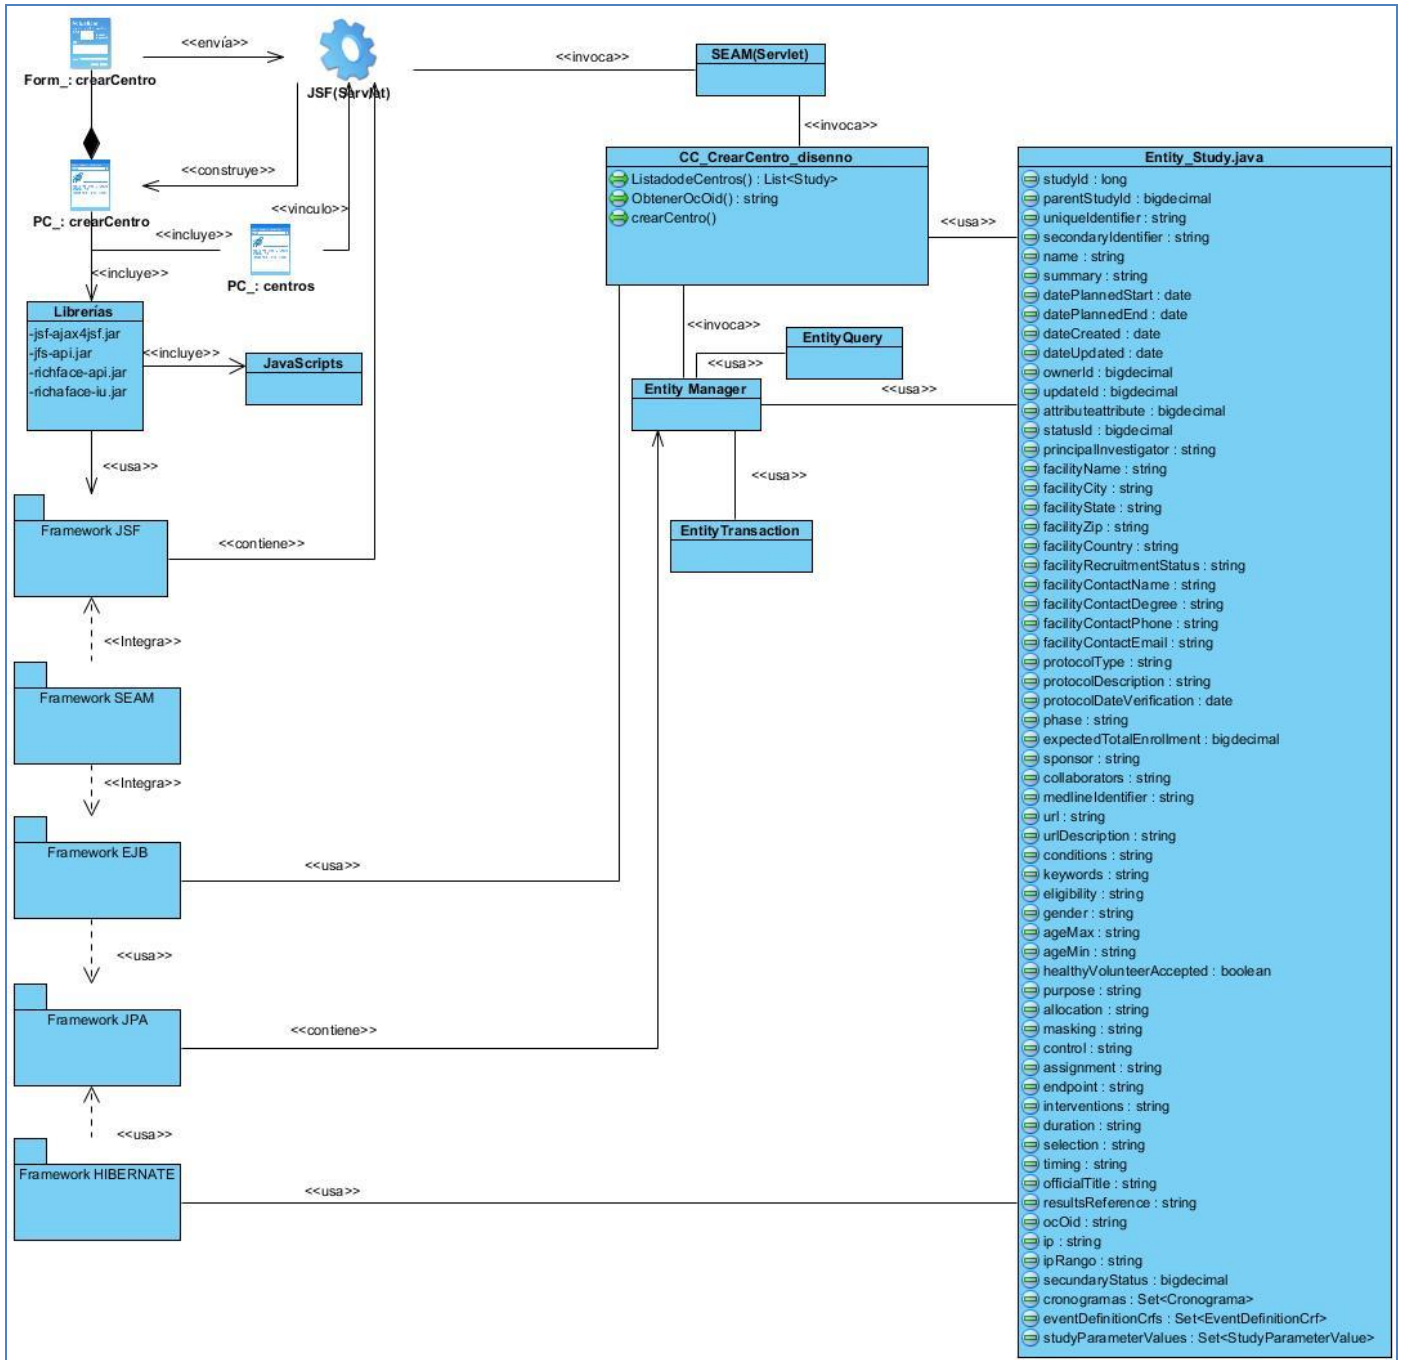 <<envía>>
Form_: crearCentro
JSF(Servlet)
<<invoca>>
SEAM(Servlet)
<<invoca>>
<<construye>>
PC_: crearCentro
<<vinculo>>
<<incluye>>
PC_: centros
<<incluye>>
Librerías
-jsf-ajax4jsf.jar
-jfs-api.jar
-richface-api.jar
-richaface-iu.jar
<<incluye>>
JavaScripts
<<usa>>
Framework JSF
<<contiene>>
<<Integra>>
Framework SEAM
<<Integra>>
Framework EJB
<<usa>>
<<usa>>
Framework JPA
<<contiene>>
<<usa>>
Framework HIBERNATE
<<usa>>
CC_CrearCentro_disenno
ListadodeCentros() : List<Study>
ObtenerOcOid() : string
crearCentro()
<<usa>>
<<invoca>>
EntityQuery
<<usa>>
Entity Manager
<<usa>>
<<usa>>
EntityTransaction
Entity_Study.java
studyId : long
parentStudyId : bigdecimal
uniqueIdentifier : string
secondaryIdentifier : string
name : string
summary : string
datePlannedStart : date
datePlannedEnd : date
dateCreated : date
dateUpdated : date
ownerId : bigdecimal
updateId : bigdecimal
attributeattribute : bigdecimal
statusId : bigdecimal
principalInvestigator : string
facilityName : string
facilityCity : string
facilityState : string
facilityZip : string
facilityCountry : string
facilityRecruitmentStatus : string
facilityContactName : string
facilityContactDegree : string
facilityContactPhone : string
facilityContactEmail : string
protocolType : string
protocolDescription : string
protocolDateVerification : date
phase : string
expectedTotalEnrollment : bigdecimal
sponsor : string
collaborators : string
medlineIdentifier : string
url : string
urlDescription : string
conditions : string
keywords : string
eligibility : string
gender : string
ageMax : string
ageMin : string
healthyVolunteerAccepted : boolean
purpose : string
allocation : string
masking : string
control : string
assignment : string
endpoint : string
interventions : string
duration : string
selection : string
timing : string
officialTitle : string
resultsReference : string
ocOid : string
ip : string
ipRango : string
secundaryStatus : bigdecimal
cronogramas : Set<Cronograma>
eventDefinitionCrfs : Set<EventDefinitionCrf>
studyParameterValues : Set<StudyParameterValue>